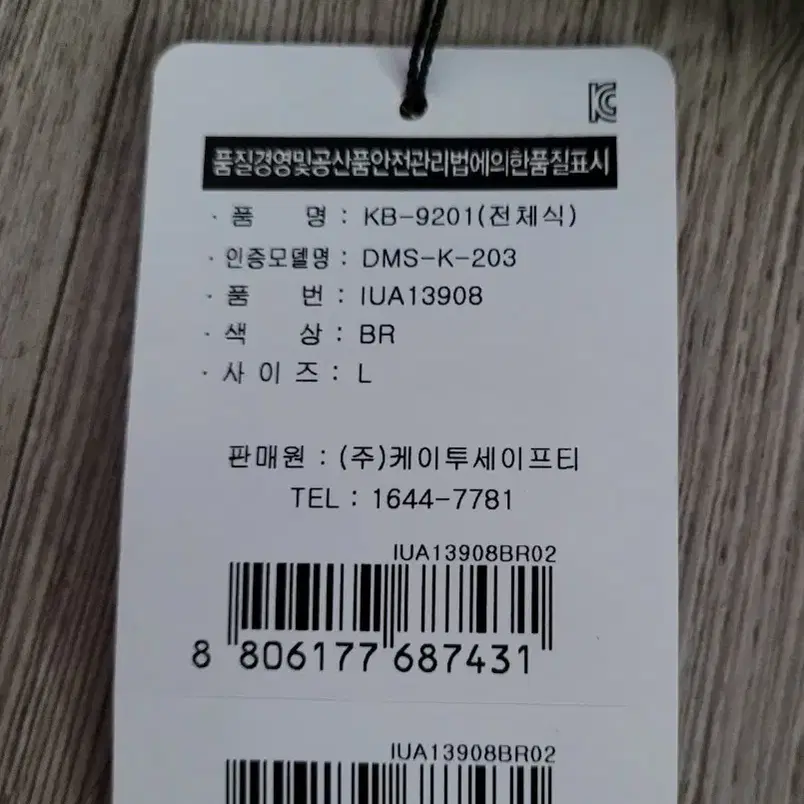 KC
품질경영및공산품안전관리법에의한품질표시
· 품 명 : KB-9201(전체식)
· 인증모델명 : DMS-K-203
· 품 번 : IUA13908
· 색 상 : BR
· 사 이 즈 : L
판매원 : (주)케이투세이프티
TEL : 1644-7781
IUA13908BR02
8 806177 687431
IUA13908BR02